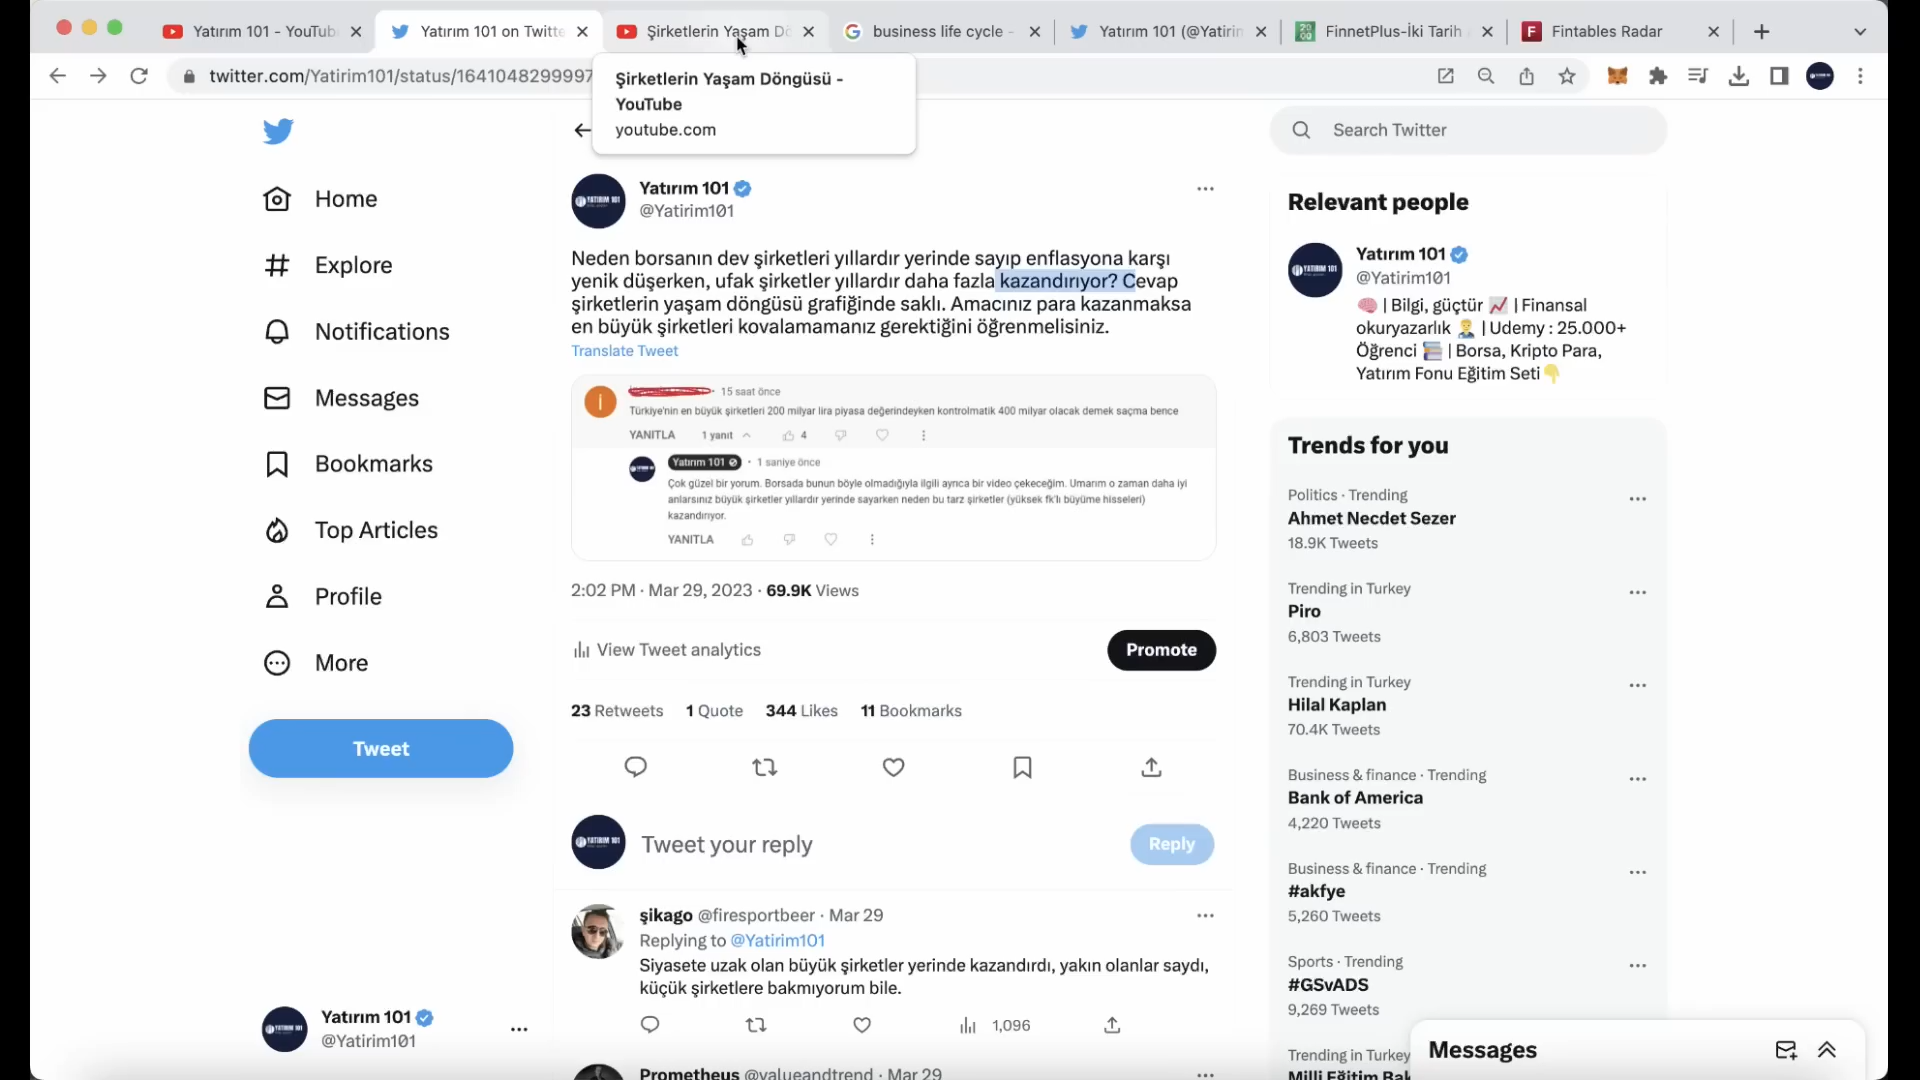 Yatırım 101 - YouTub
Yatırım 101 on Twitte
Şirketlerin Yaşam Dö
business life cycle -
Yatırım 101 (@Yatirin
FinnetPlus-İki Tarih
Fintables Radar
twitter.com/Yatirim101/status/1641048299997
Şirketlerin Yaşam Döngüsü -
YouTube
youtube.com
Home
Explore
Notifications
Messages
Bookmarks
Top Articles
Profile
More
Tweet
Yatırım 101
@Yatirim101
Yatırım 101
@Yatirim101
Neden borsanın dev şirketleri yıllardır yerinde sayıp enflasyona karşı
yenik düşerken, ufak şirketler yıllardır daha fazla kazandırıyor? Cevap
şirketlerin yaşam döngüsü grafiğinde saklı. Amacınız para kazanmaksa
en büyük şirketleri kovalamamanız gerektiğini öğrenmelisiniz.
Translate Tweet
i
15 saat önce
Türkiye'nin en büyük şirketleri 200 milyar lira piyasa değerindeyken kontrolmatik 400 milyar olacak demek saçma bence
YANITLA 1 yanıt 4
Yatırım 101 • 1 saniye önce
Çok güzel bir yorum. Borsada bunun böyle olmadığıyla ilgili ayrıca bir video çekeceğim. Umarım o zaman daha iyi
anlarsınız büyük şirketler yıllardır yerinde sayarken neden bu tarz şirketler (yüksek fk'lı büyüme hisseleri)
kazandırıyor.
YANITLA
2:02 PM · Mar 29, 2023 · 69.9K Views
View Tweet analytics
Promote
23 Retweets 1 Quote 344 Likes 11 Bookmarks
Tweet your reply
Reply
şikago @firesportbeer · Mar 29
Replying to @Yatirim101
Siyasete uzak olan büyük şirketler yerinde kazandırdı, yakın olanlar saydı,
küçük şirketlere bakmıyorum bile.
1,096
Prometheus @valueandtrend · Mar 29
Search Twitter
Relevant people
Yatırım 101
@Yatirim101
🧠 | Bilgi, güçtür 📈 | Finansal
okuryazarlık 👨‍💼 | Udemy : 25.000+
Öğrenci 📚 | Borsa, Kripto Para,
Yatırım Fonu Eğitim Seti👇
Trends for you
Politics · Trending
Ahmet Necdet Sezer
18.9K Tweets
Trending in Turkey
Piro
6,803 Tweets
Trending in Turkey
Hilal Kaplan
70.4K Tweets
Business & finance · Trending
Bank of America
4,220 Tweets
Business & finance · Trending
#akfye
5,260 Tweets
Sports · Trending
#GSvADS
9,269 Tweets
Trending in Turkey
Milli Eğitim Bak
Messages